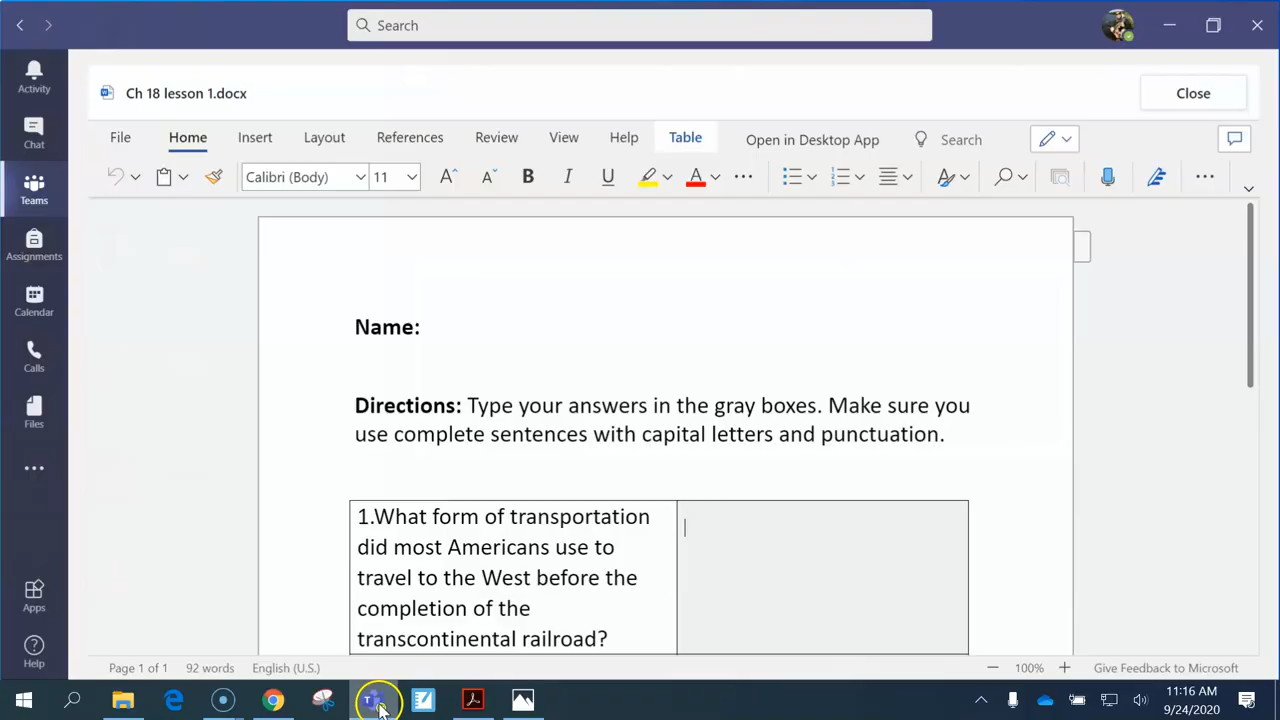 Search
Activity
Chat
Teams
Assignments
Calendar
Calls
Files
Apps
Help
Ch 18 lesson 1.docx
Close
File Home Insert Layout References Review View Help Table Open in Desktop App Search
Calibri (Body) 11 A A B I U A
Name:
Directions: Type your answers in the gray boxes. Make sure you
use complete sentences with capital letters and punctuation.
1.What form of transportation
did most Americans use to
travel to the West before the
completion of the
transcontinental railroad?
Page 1 of 1 92 words English (U.S.) 100% Give Feedback to Microsoft
11:16 AM
9/24/2020